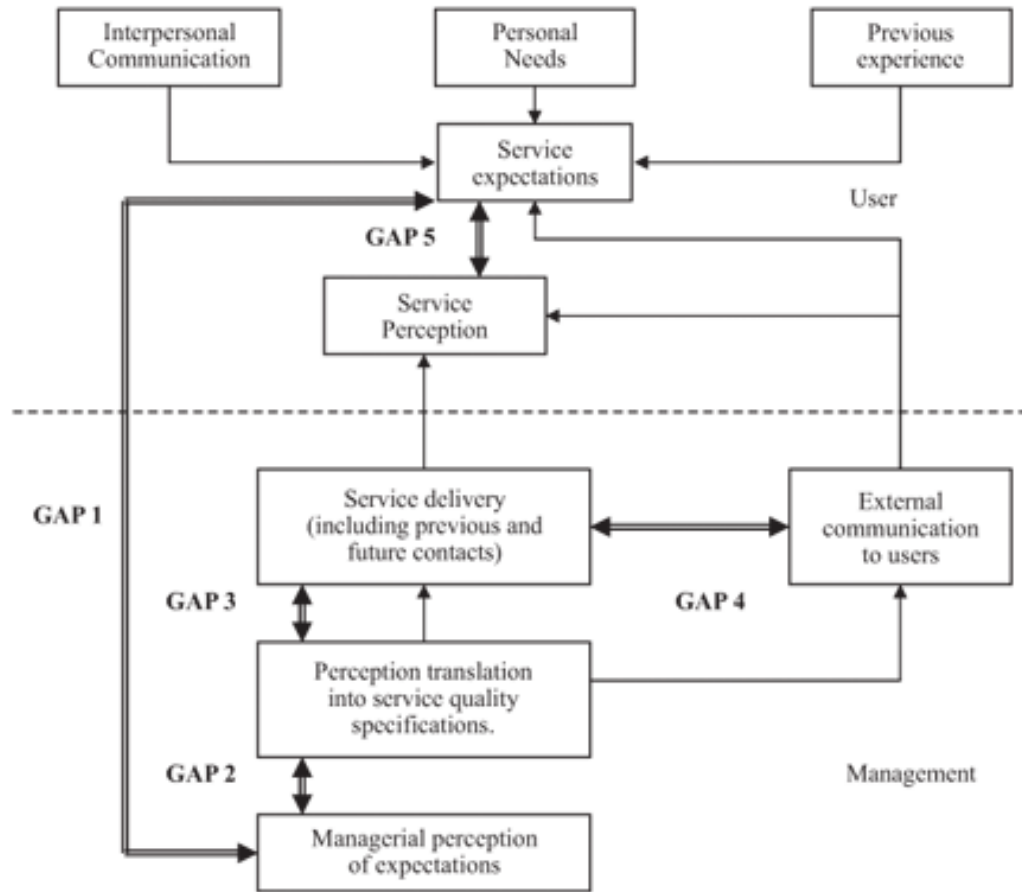 Interpersonal
Communication
Personal
Needs
Previous
experience
Service
expectations
User
GAP 5
Service
Perception
GAP 1
Service delivery
(including previous and
future contacts)
External
communication
to users
GAP 3
GAP 4
Perception translation
into service quality
specifications.
GAP 2
Management
Managerial perception
of expectations